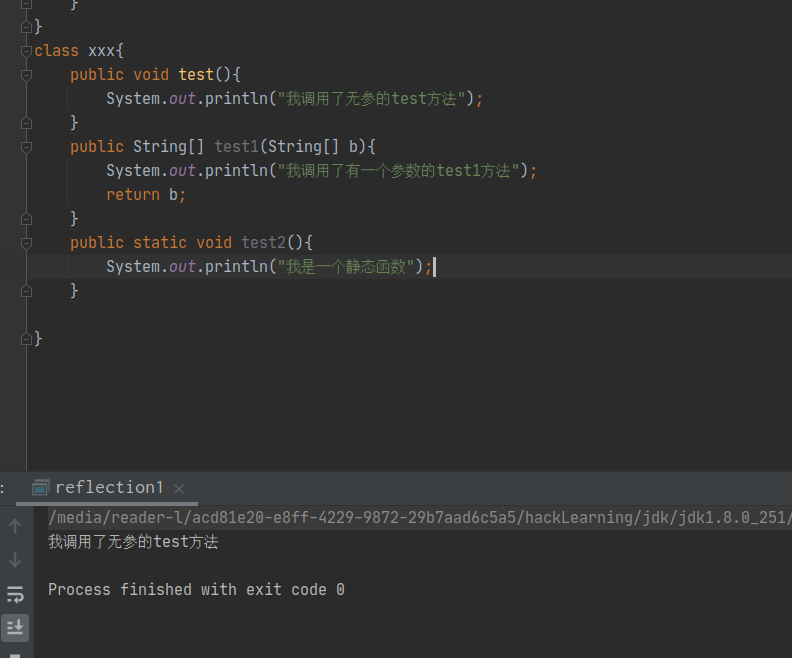 }
}
class xxx{
public void test(){
System.out.println("我调用了无参的test方法");
}
public String[] test1(String[] b){
System.out.println("我调用了有一个参数的test1方法");
return b;
}
public static void test2(){
System.out.println("我是一个静态函数");
}
}
: reflection1 ×
/media/reader-l/acd81e20-e8ff-4229-9872-29b7aad6c5a5/hackLearning/jdk/jdk1.8.0_251/
我调用了无参的test方法
Process finished with exit code 0